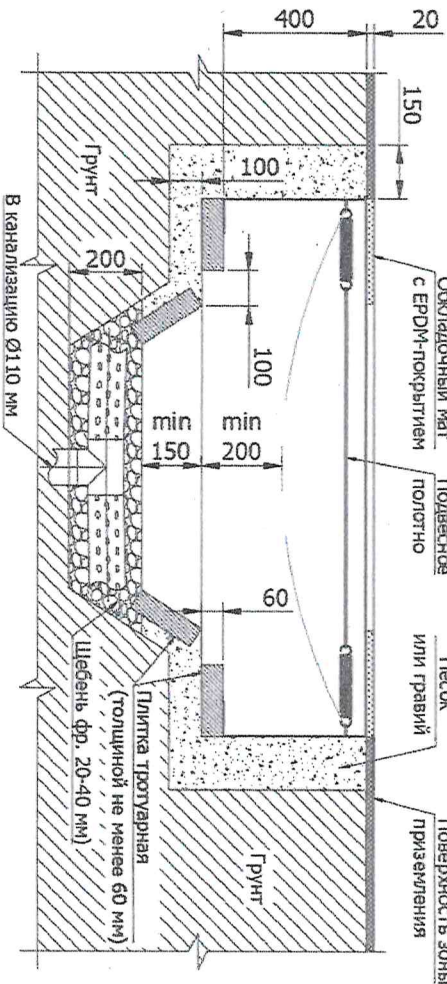 20
400
150
Обкладочный мат
с EPDM-покрытием
Подвесное
полотно
Песок
или гравий
Поверхность зоны
приземления
100
100
200
min
150
min
200
60
Грунт
Грунт
В канализацию Ø110 мм
Плитка тротуарная
(толщиной не менее 60 мм)
Щебень фр. 20-40 мм